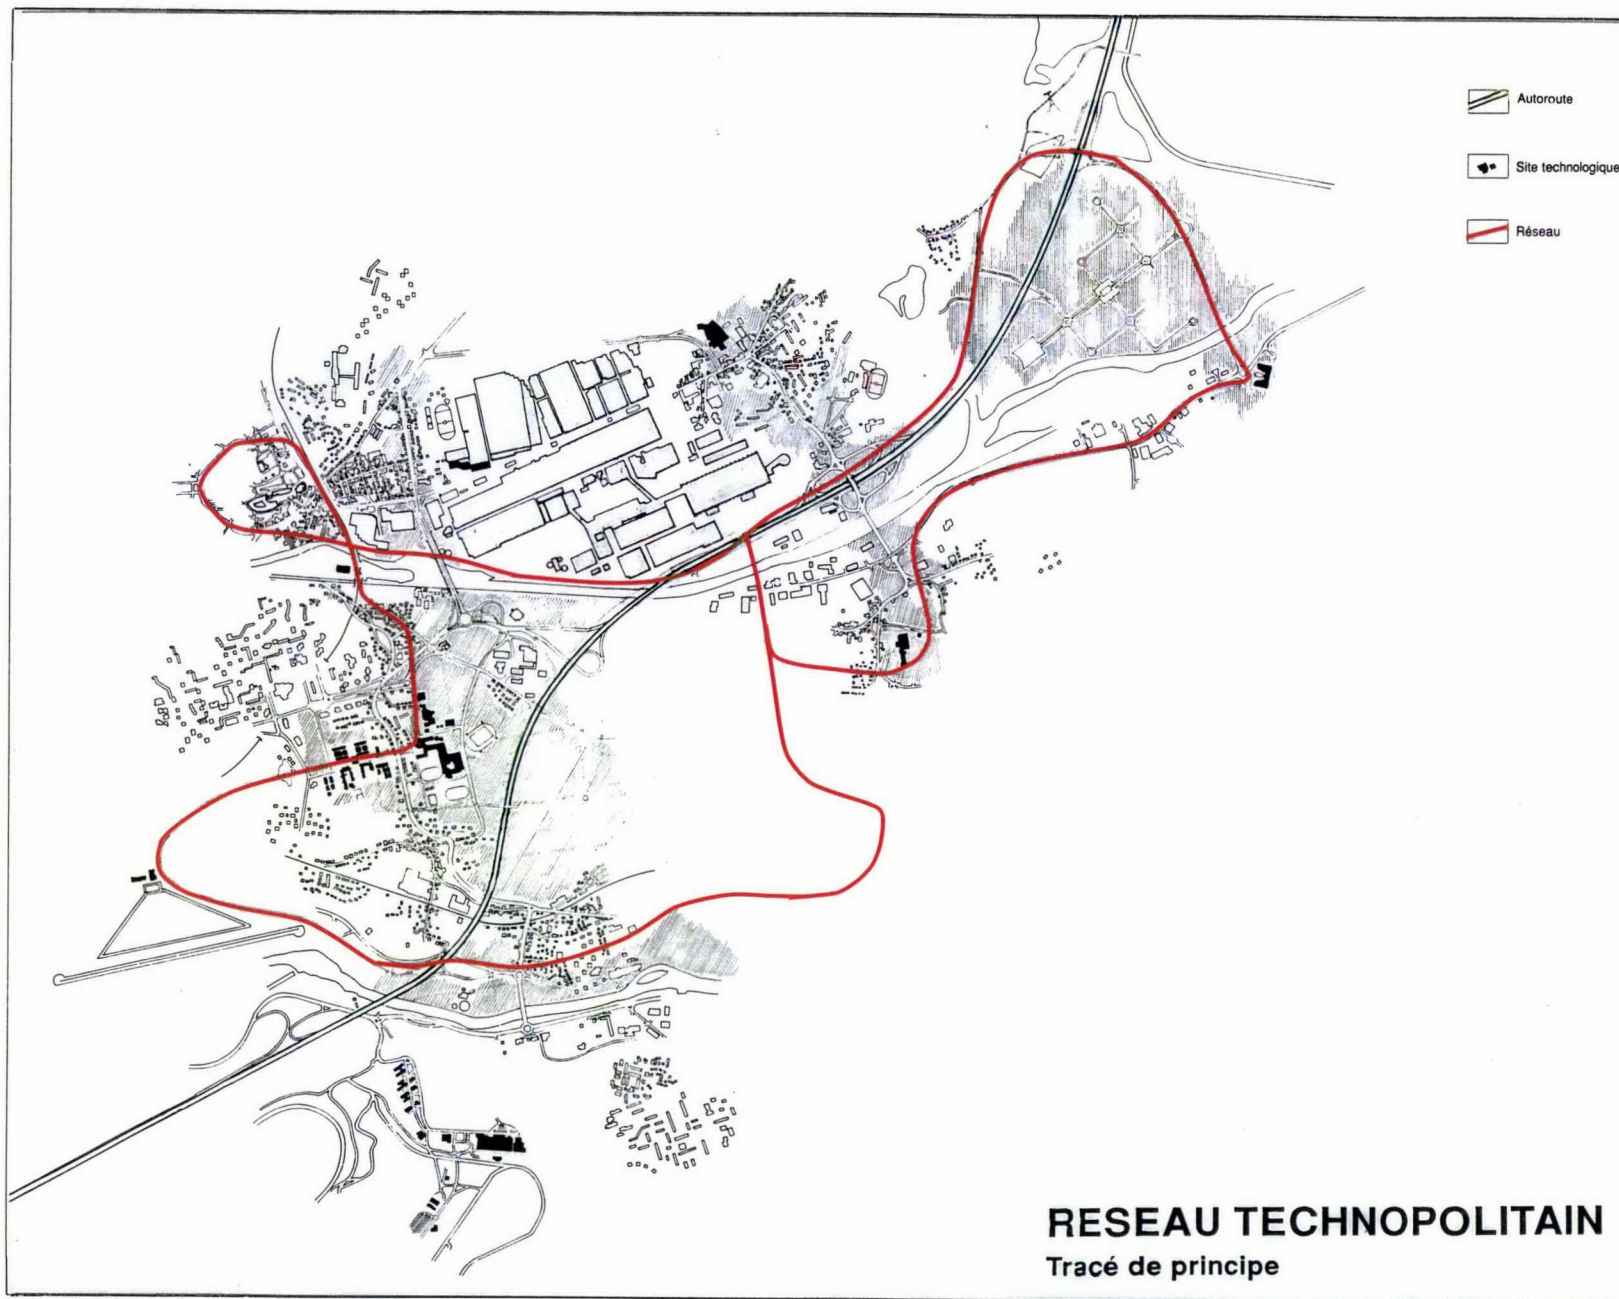 Autoroute
Site technologique
Réseau
RESEAU TECHNOPOLITAIN
Tracé de principe